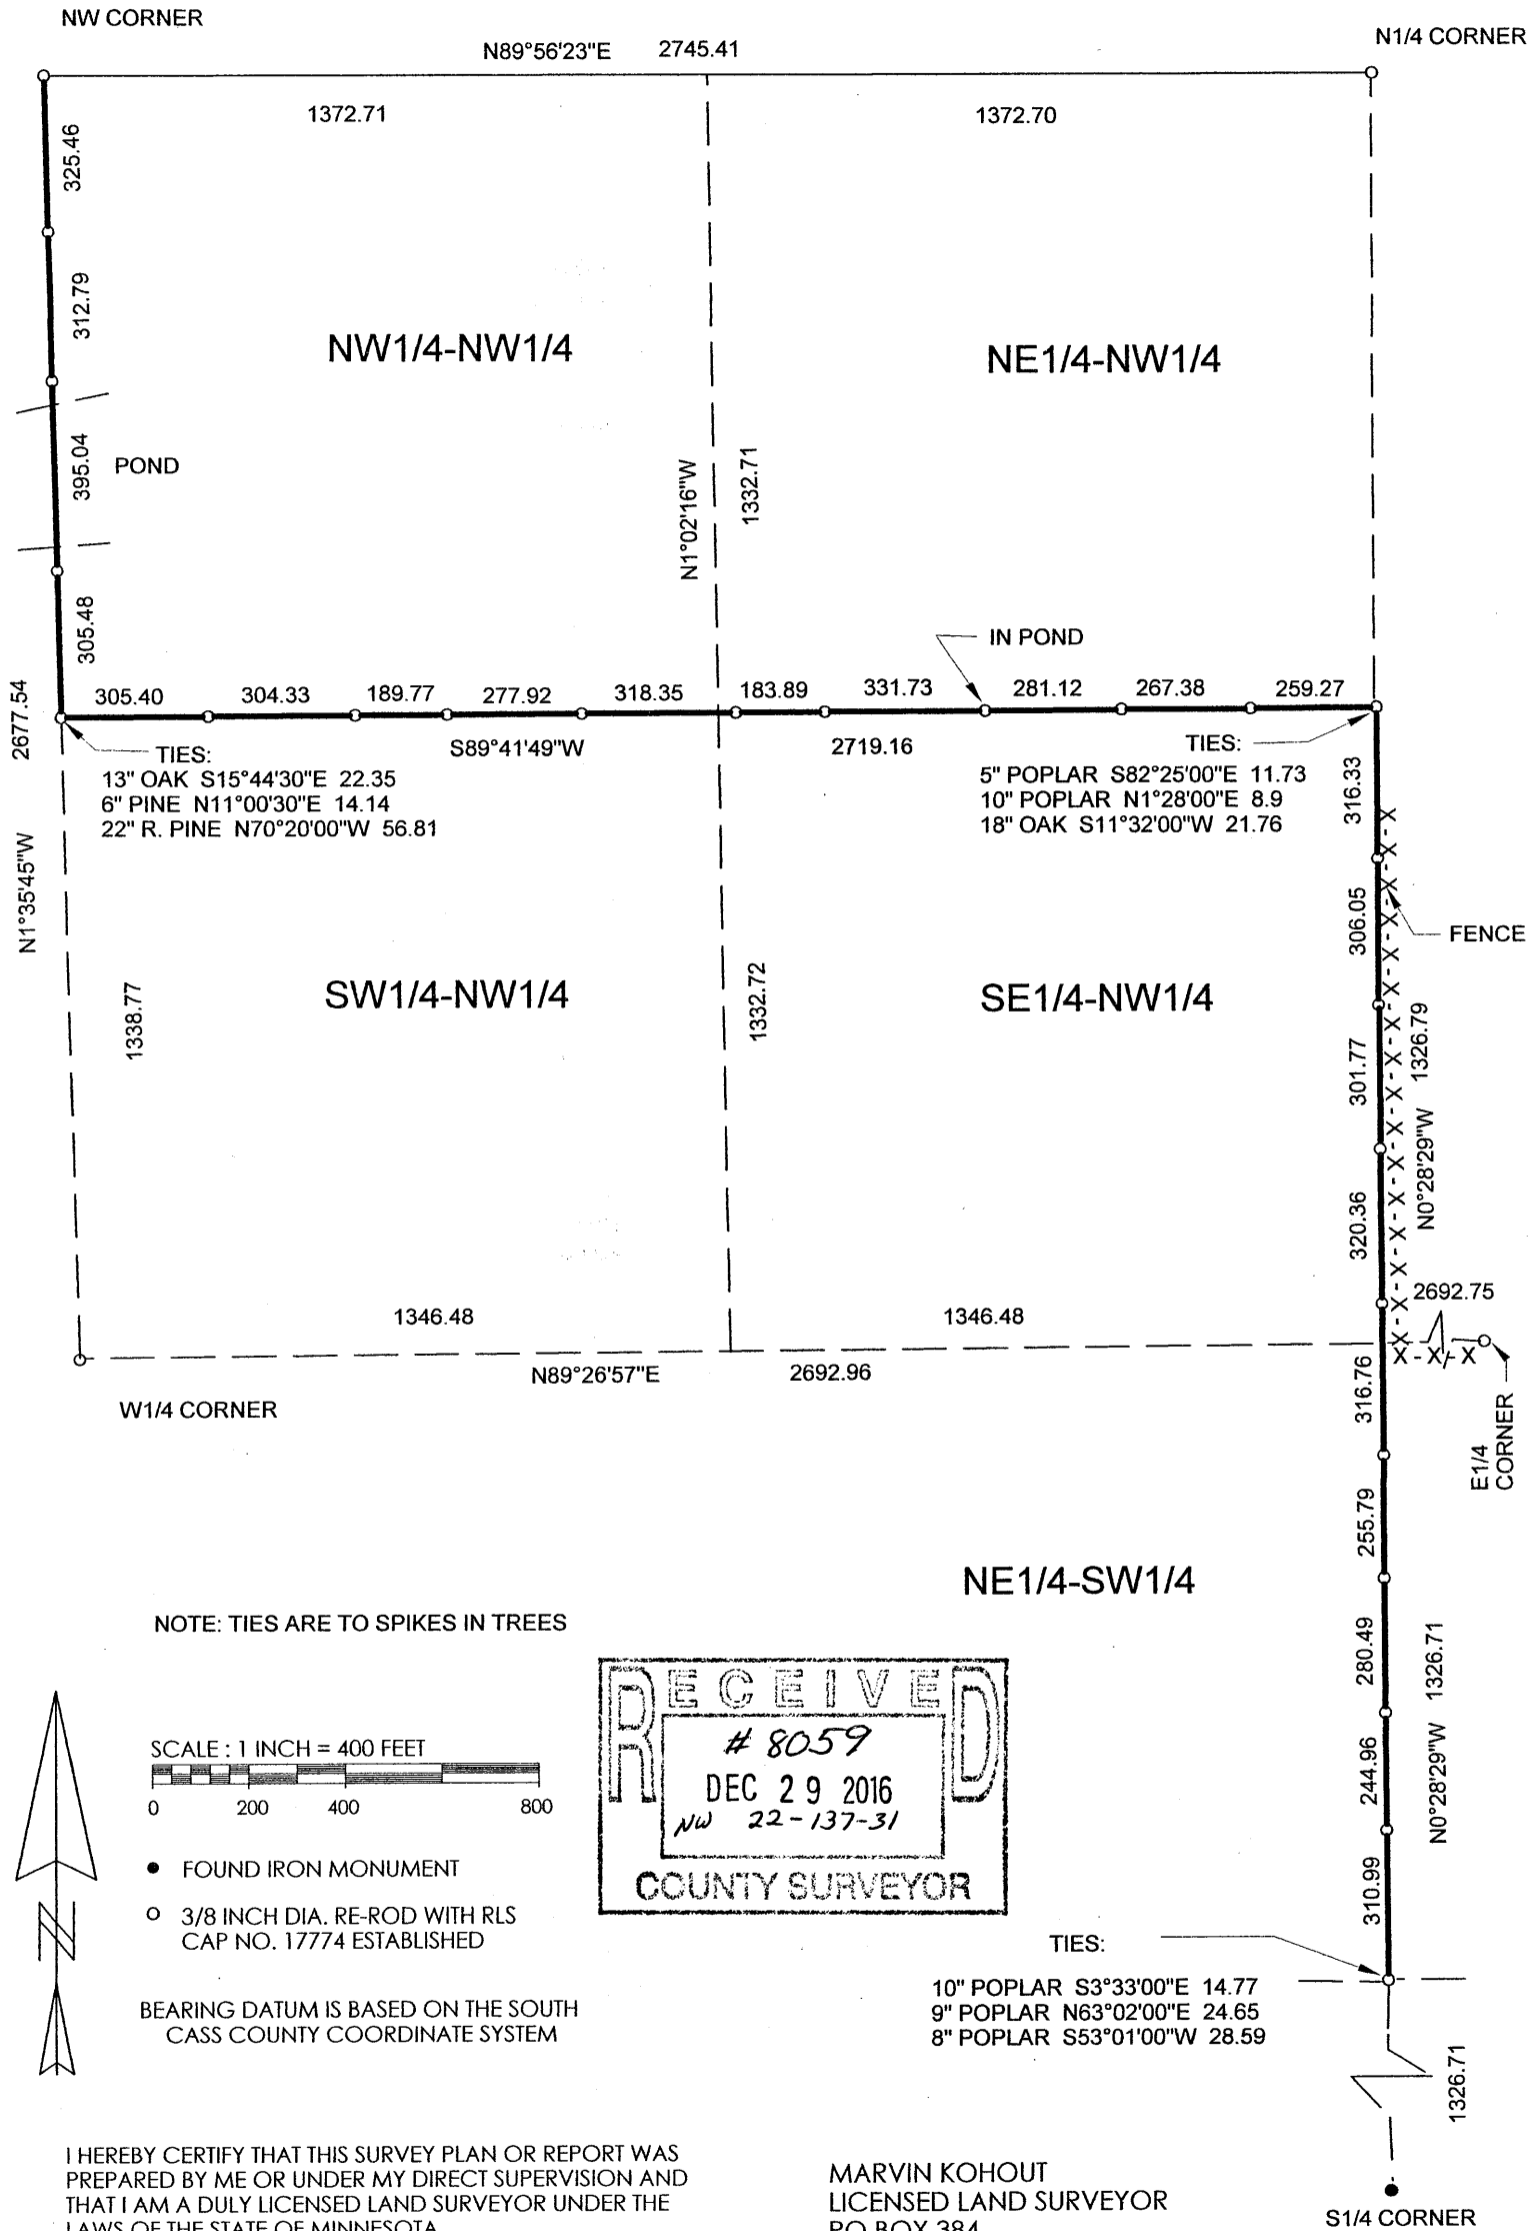 NW CORNER
N1/4 CORNER
N89°56'23"E 2745.41
1372.71
1372.70
325.46
312.79
NW1/4-NW1/4
NE1/4-NW1/4
395.04
POND
N1°02'16"W
1332.71
305.48
IN POND
305.40
304.33
189.77
277.92
318.35
183.89
331.73
281.12
267.38
259.27
2677.54
S89°41'49"W
2719.16
TIES:
13" OAK S15°44'30"E 22.35
6" PINE N11°00'30"E 14.14
22" R. PINE N70°20'00"W 56.81
TIES:
5" POPLAR S82°25'00"E 11.73
10" POPLAR N1°28'00"E 8.9
18" OAK S11°32'00"W 21.76
316.33
N1°35'45"W
306.05
FENCE
SW1/4-NW1/4
SE1/4-NW1/4
1338.77
1332.72
301.77
N0°28'29"W 1326.79
320.36
1346.48
1346.48
2692.75
X - X - X
N89°26'57"E
2692.96
W1/4 CORNER
316.76
E1/4
CORNER
255.79
NE1/4-SW1/4
NOTE: TIES ARE TO SPIKES IN TREES
280.49
N0°28'29"W 1326.71
RECEIVED
# 8059
DEC 29 2016
NW 22-137-31
COUNTY SURVEYOR
SCALE : 1 INCH = 400 FEET
0 200 400 800
244.96
FOUND IRON MONUMENT
3/8 INCH DIA. RE-ROD WITH RLS
CAP NO. 17774 ESTABLISHED
310.99
N
TIES:
10" POPLAR S3°33'00"E 14.77
9" POPLAR N63°02'00"E 24.65
8" POPLAR S53°01'00"W 28.59
BEARING DATUM IS BASED ON THE SOUTH
CASS COUNTY COORDINATE SYSTEM
1326.71
I HEREBY CERTIFY THAT THIS SURVEY PLAN OR REPORT WAS
PREPARED BY ME OR UNDER MY DIRECT SUPERVISION AND
THAT I AM A DULY LICENSED LAND SURVEYOR UNDER THE
LAWS OF THE STATE OF MINNESOTA
MARVIN KOHOUT
LICENSED LAND SURVEYOR
PO BOX 384
S1/4 CORNER